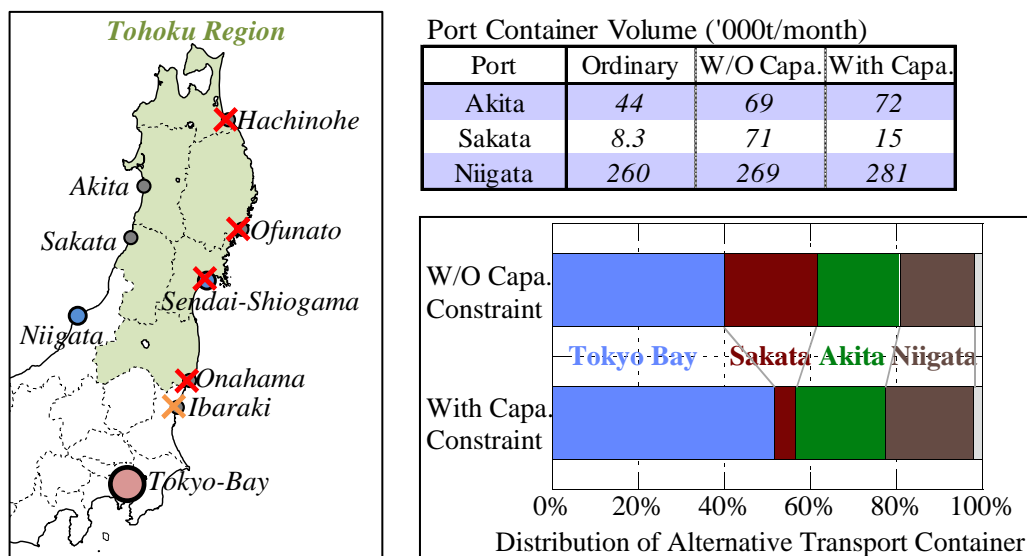 Tohoku Region
Hachinohe
Akita
Ofunato
Sakata
Sendai-Shiogama
Niigata
Onahama
Ibaraki
Tokyo-Bay
Port Container Volume ('000t/month)
Port Ordinary W/O Capa. With Capa.
Akita 44 69 72
Sakata 8.3 71 15
Niigata 260 269 281
W/O Capa.
Constraint
Tokyo Bay Sakata Akita Niigata
With Capa.
Constraint
0% 20% 40% 60% 80% 100%
Distribution of Alternative Transport Container